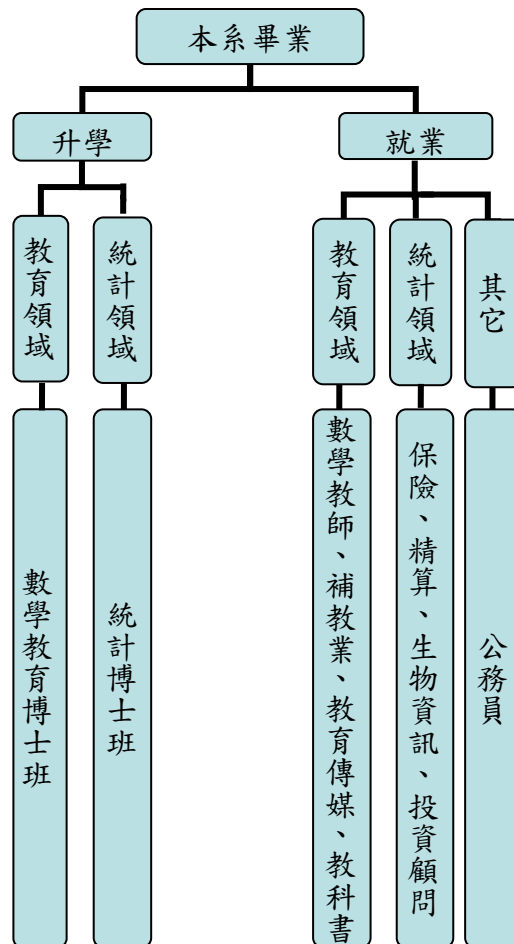 本系畢業
升學
就業
教育領域
統計領域
教育領域
統計領域
其它
數學教育博士班
統計博士班
數學教師、補教業、教育傳媒、教科書
保險、精算、生物資訊、投資顧問
公務員